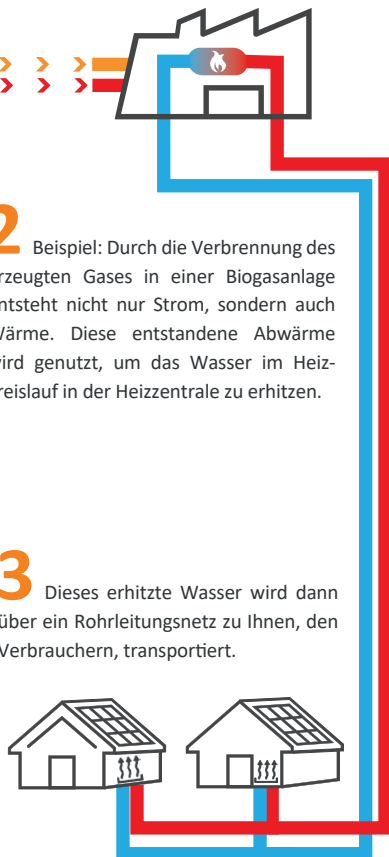 2 Beispiel: Durch die Verbrennung des
rzeugten Gases in einer Biogasanlage
ntsteht nicht nur Strom, sondern auch
Wärme. Diese entstandene Abwärme
wird genutzt, um das Wasser im Heiz-
reislauf in der Heizzentrale zu erhitzen.
3 Dieses erhitzte Wasser wird dann
über ein Rohrleitungsnetz zu Ihnen, den
Verbrauchern, transportiert.